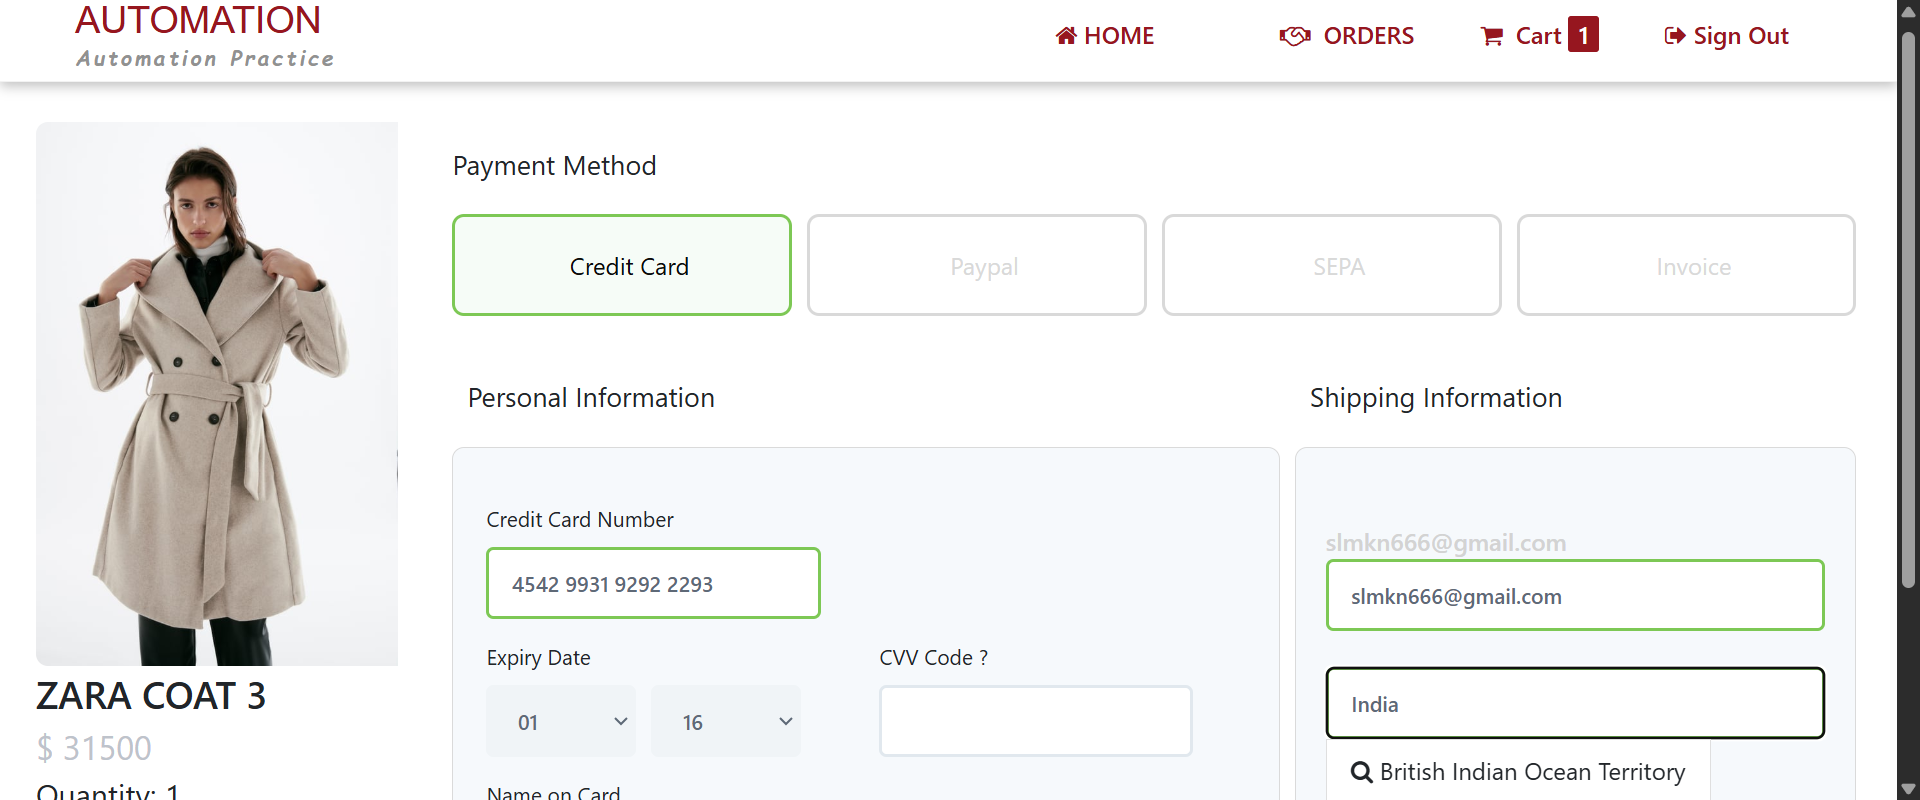 AUTOMATION
Automation Practice
HOME
ORDERS
Cart 1
Sign Out
Payment Method
Credit Card
Paypal
SEPA
Invoice
Personal Information
Shipping Information
Credit Card Number
4542 9931 9292 2293
Expiry Date
CVV Code ?
01
16
Name on Card
slmkn666@gmail.com
slmkn666@gmail.com
India
British Indian Ocean Territory
ZARA COAT 3
$ 31500
Quantity: 1